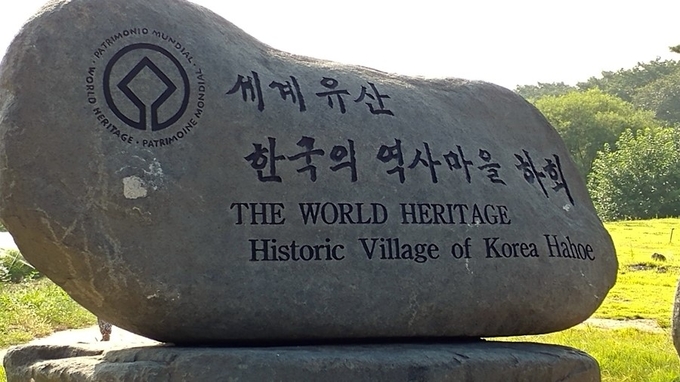 WORLD HERITAGE · PATRIMONIO MUNDIAL · PATRIMOINE MONDIAL ·
세계유산
한국의 역사마을 하회
THE WORLD HERITAGE
Historic Village of Korea Hahoe